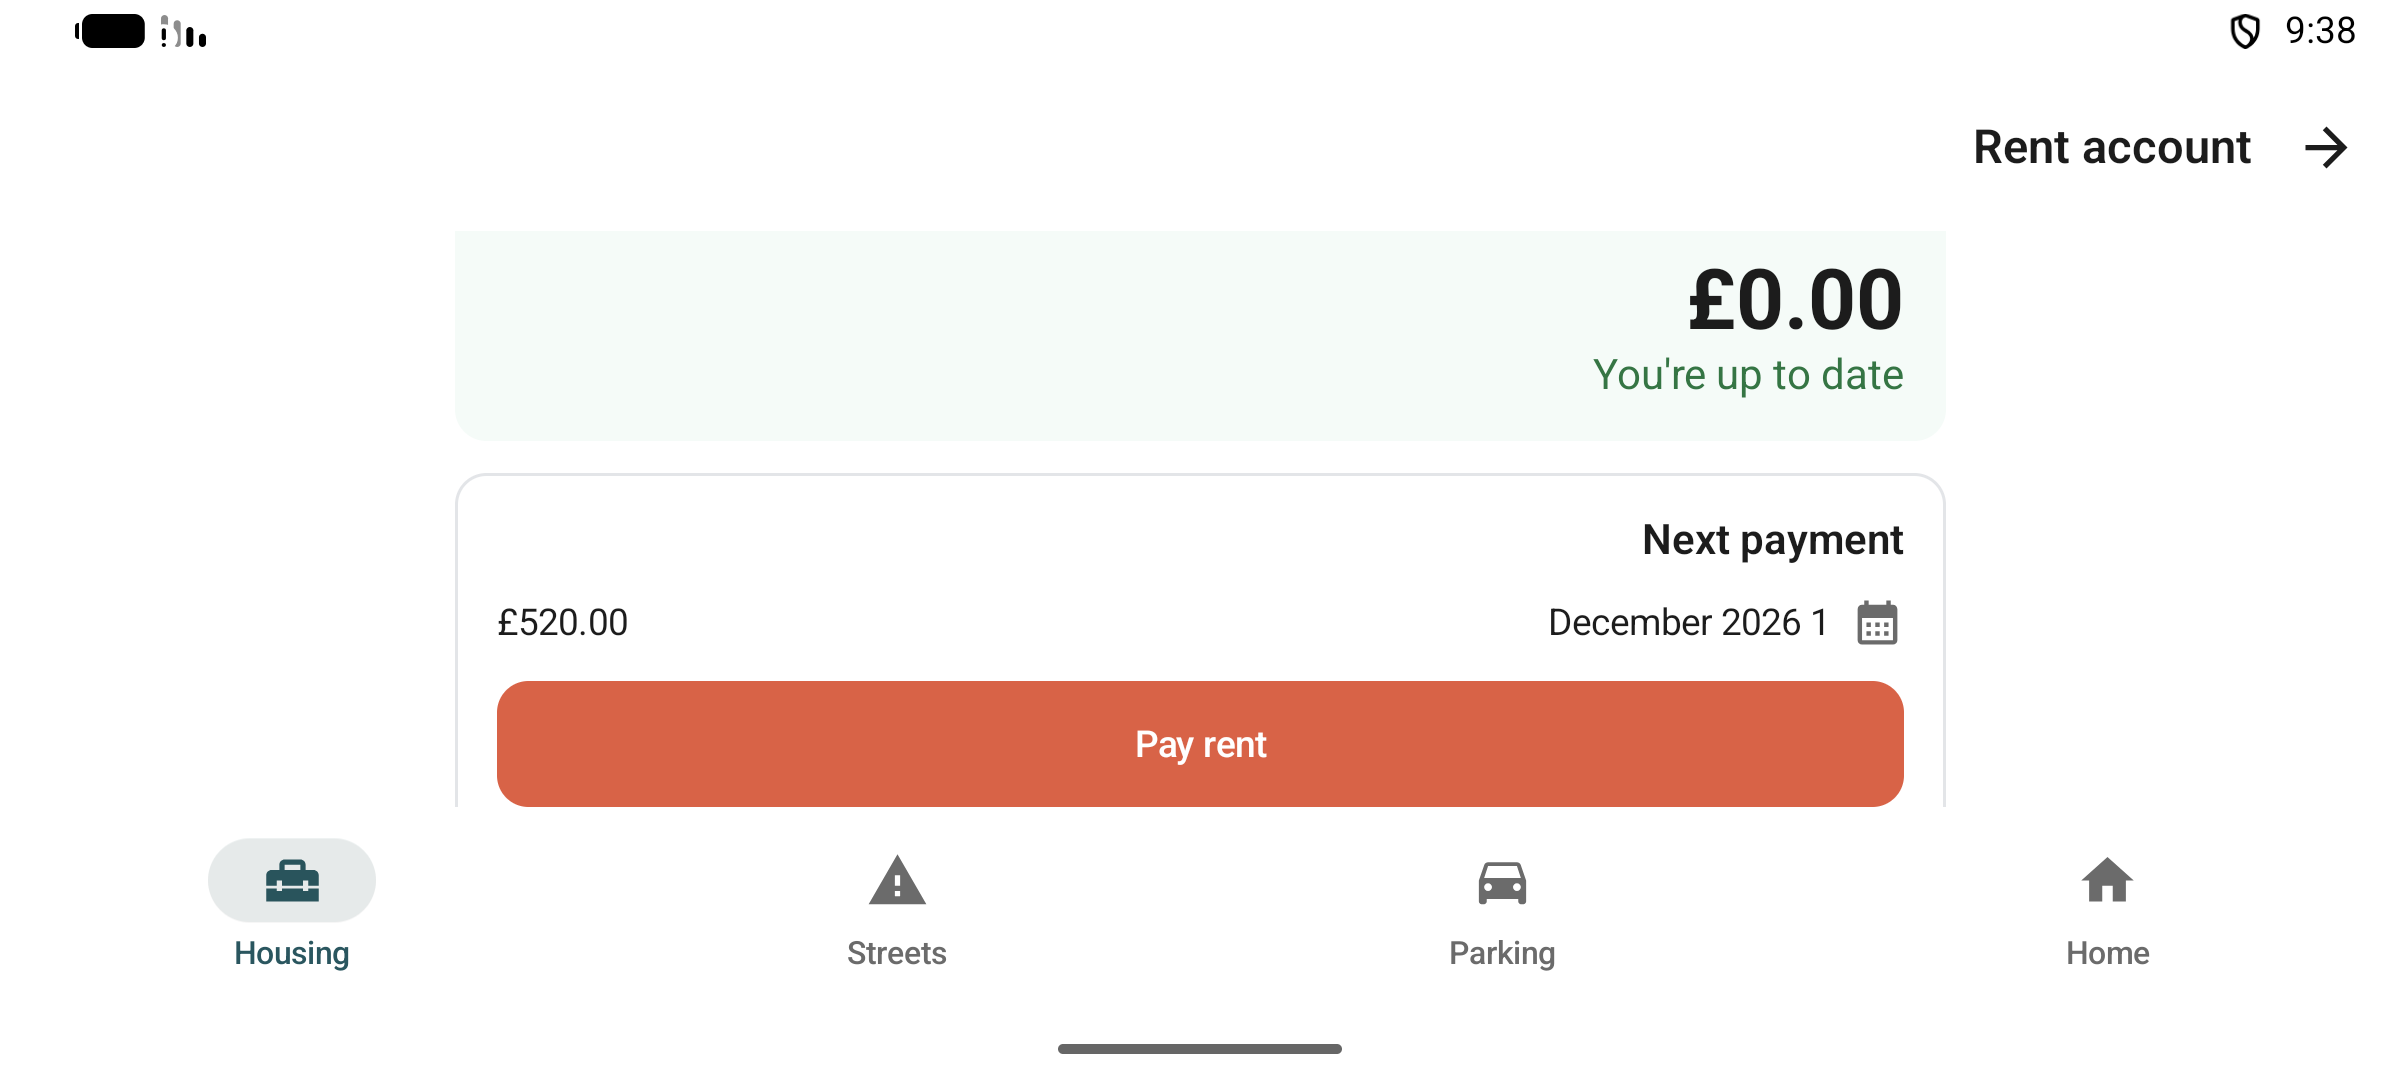 9:38
Rent account
£0.00
You're up to date
Next payment
December 2026 1
£520.00
Pay rent
Home
Parking
Streets
Housing